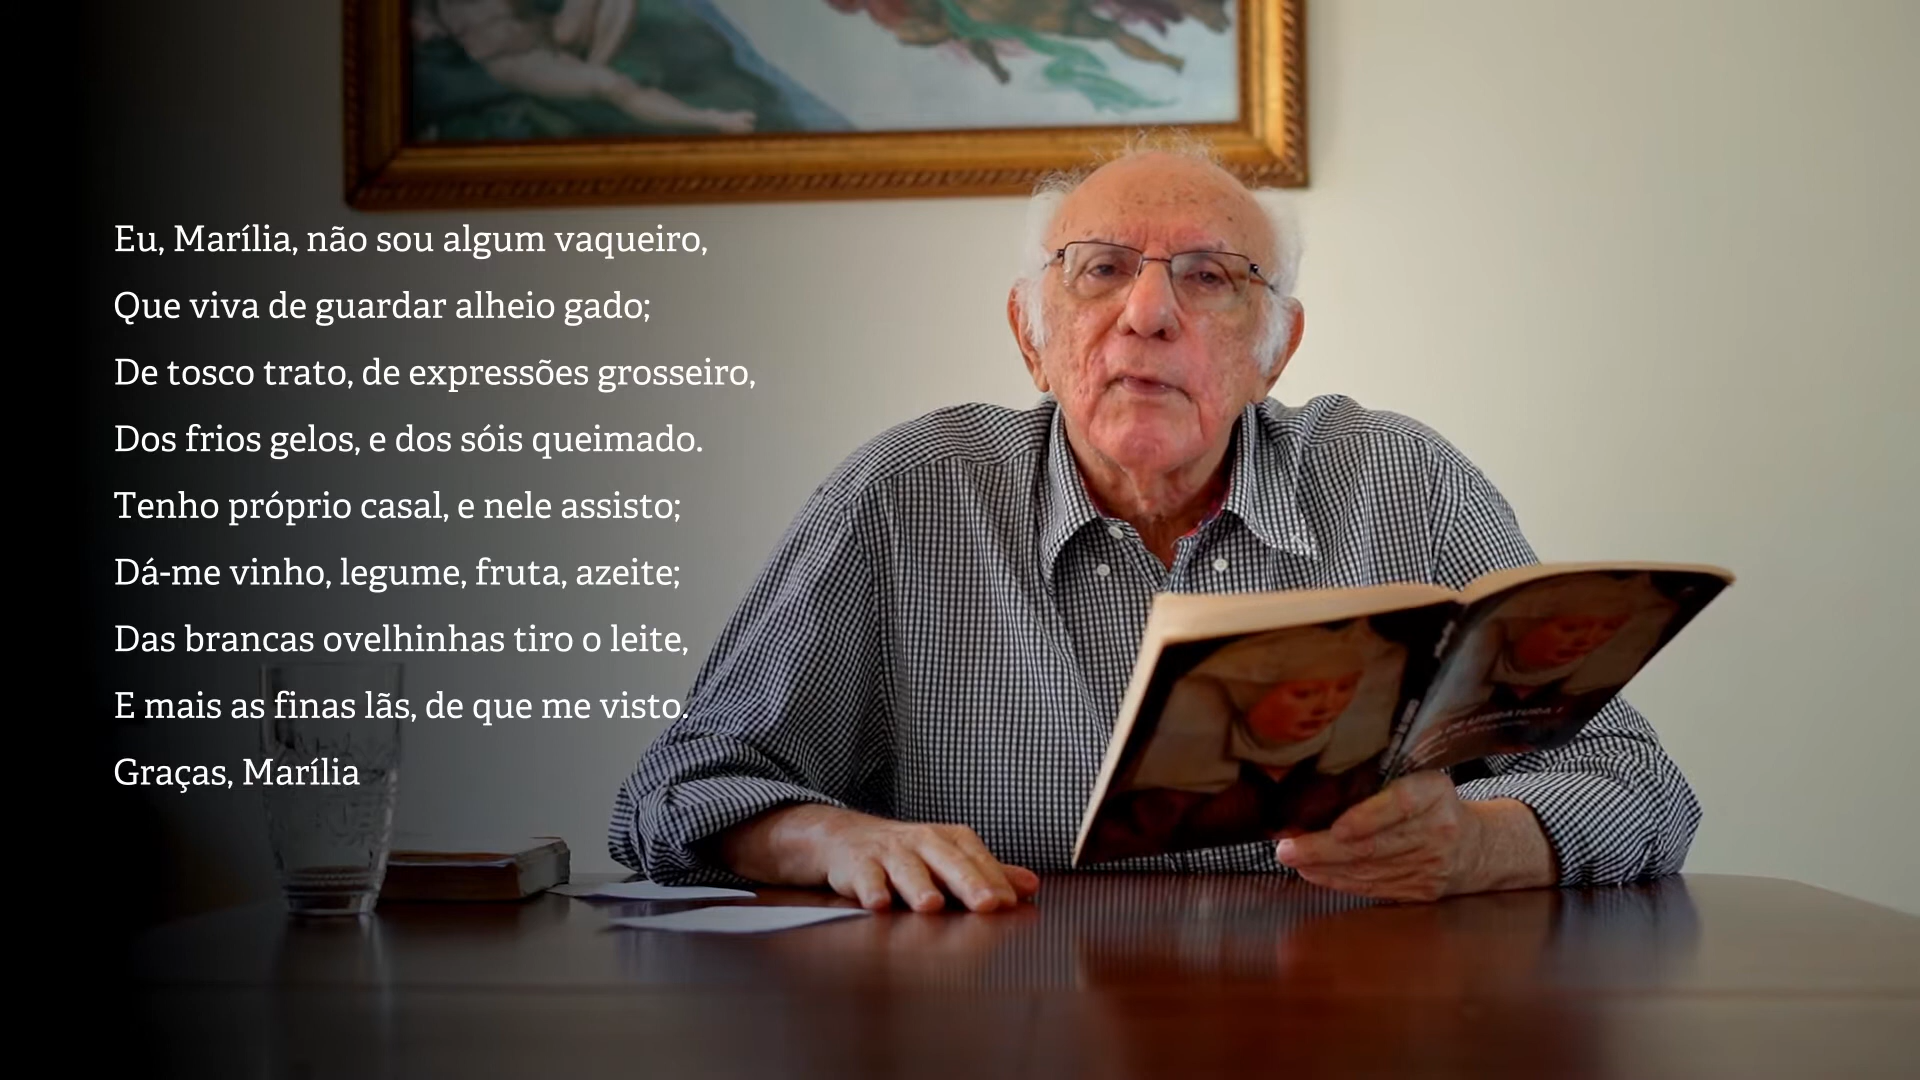 Eu, Marília, não sou algum vaqueiro,
Que viva de guardar alheio gado;
De tosco trato, de expressões grosseiro,
Dos frios gelos, e dos sóis queimado.
Tenho próprio casal, e nele assisto;
Dá-me vinho, legume, fruta, azeite;
Das brancas ovelhinhas tiro o leite,
E mais as finas lãs, de que me visto.
Graças, Marília
DE LITERATURA I